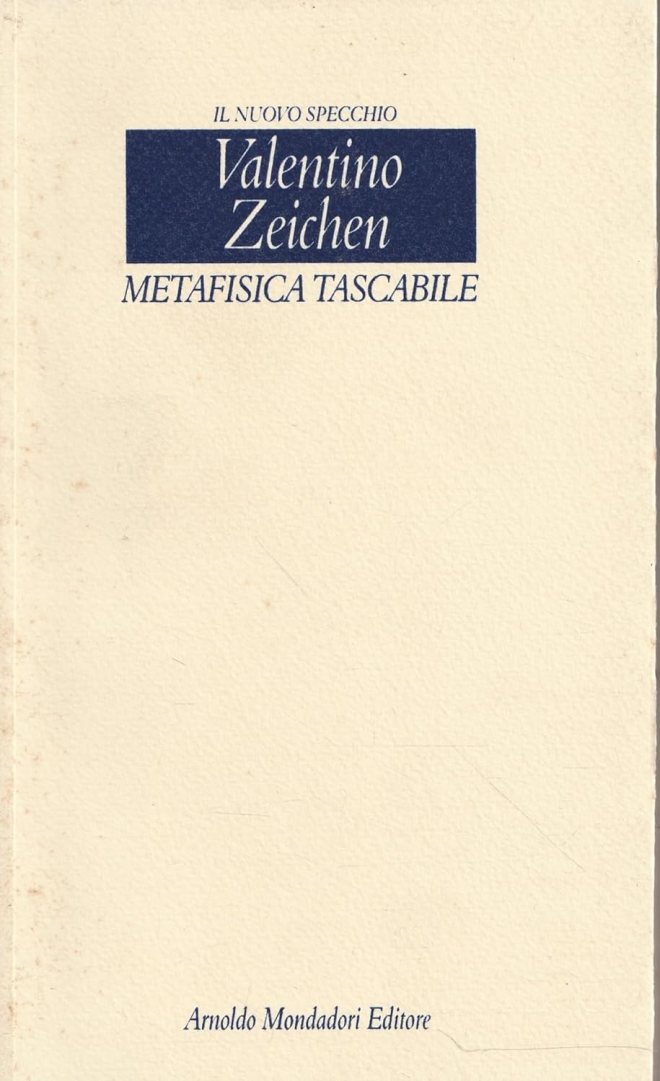 IL NUOVO SPECCHIO
Valentino
Zeichen
METAFISICA TASCABILE
Arnoldo Mondadori Editore